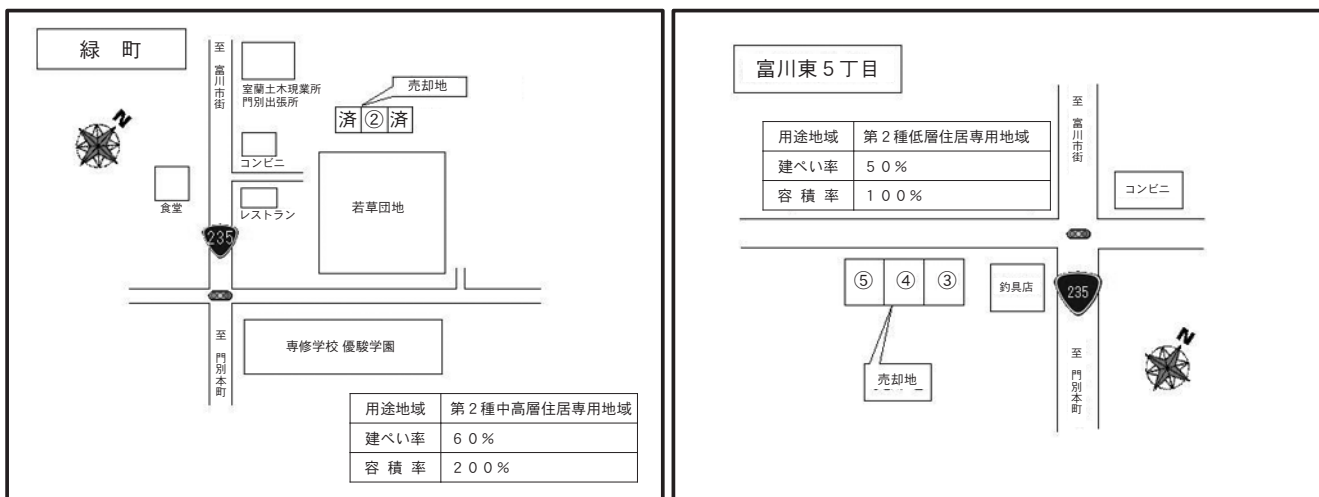 緑 町
至 富川市街
室蘭土木現業所
門別出張所
売却地
済 ② 済
コンビニ
食堂
レストラン
若草団地
235
専修学校 優駿学園
至 門別本町
N
用途地域 第2種中高層住居専用地域
建ぺい率 60%
容積率 200%
富川東5丁目
至 富川市街
用途地域 第2種低層住居専用地域
建ぺい率 50%
容積率 100%
コンビニ
⑤ ④ ③
釣具店
235
売却地
至 門別本町
N